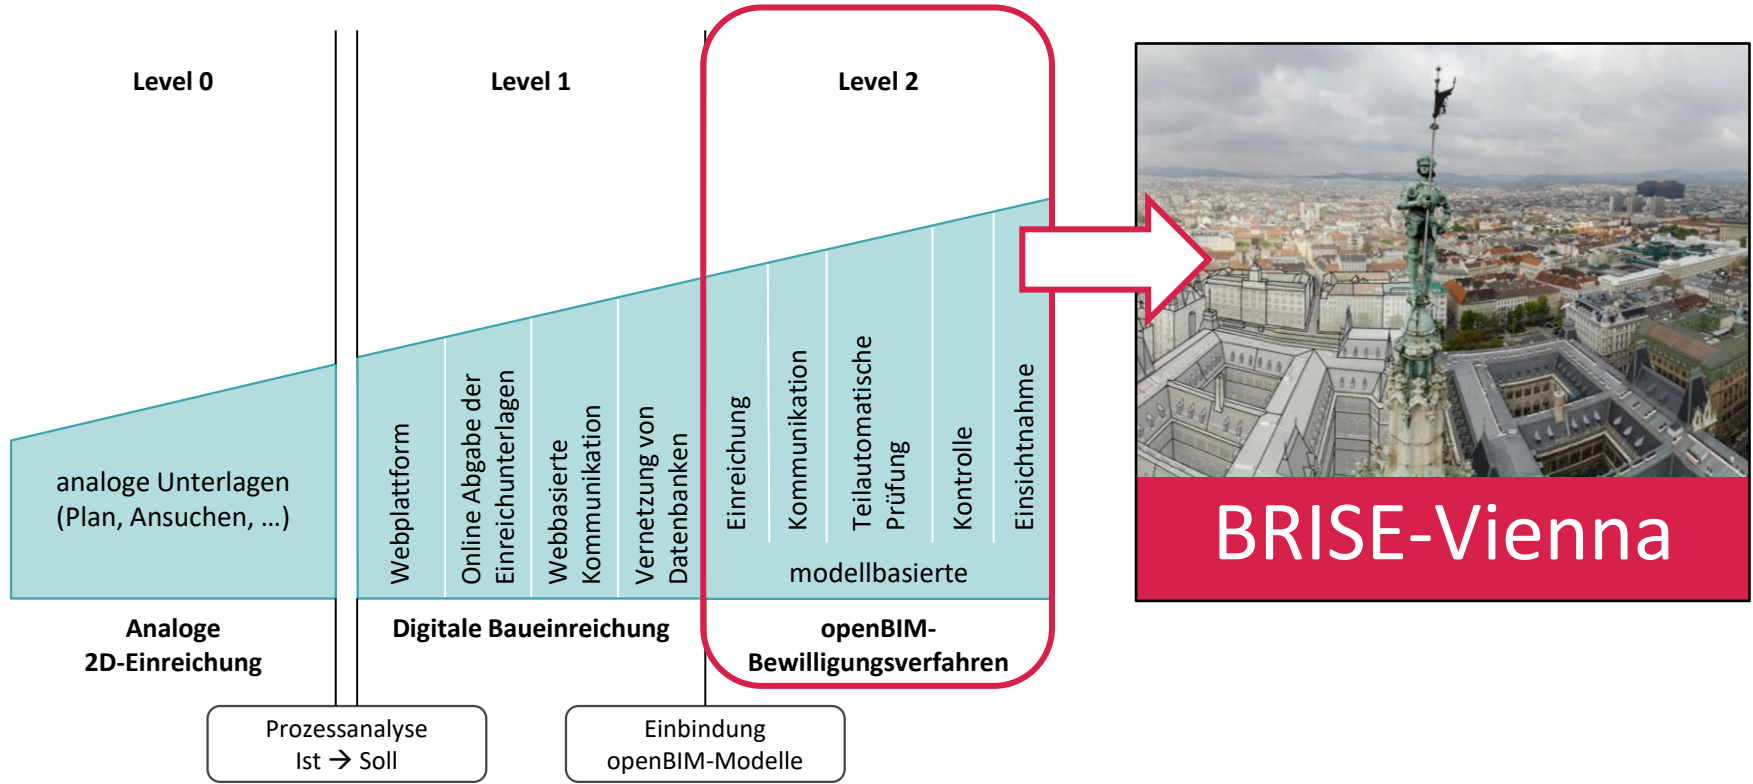 Level 0
Level 1
Level 2
analoge Unterlagen
(Plan, Ansuchen, …)
Webplattform
Online Abgabe der
Einreichunterlagen
Webbasierte
Kommunikation
Vernetzung von
Datenbanken
Einreichung
Kommunikation
Teilautomatische
Prüfung
Kontrolle
Einsichtnahme
modellbasierte
Analoge
2D-Einreichung
Digitale Baueinreichung
openBIM-
Bewilligungsverfahren
Prozessanalyse
Ist → Soll
Einbindung
openBIM-Modelle
BRISE-Vienna